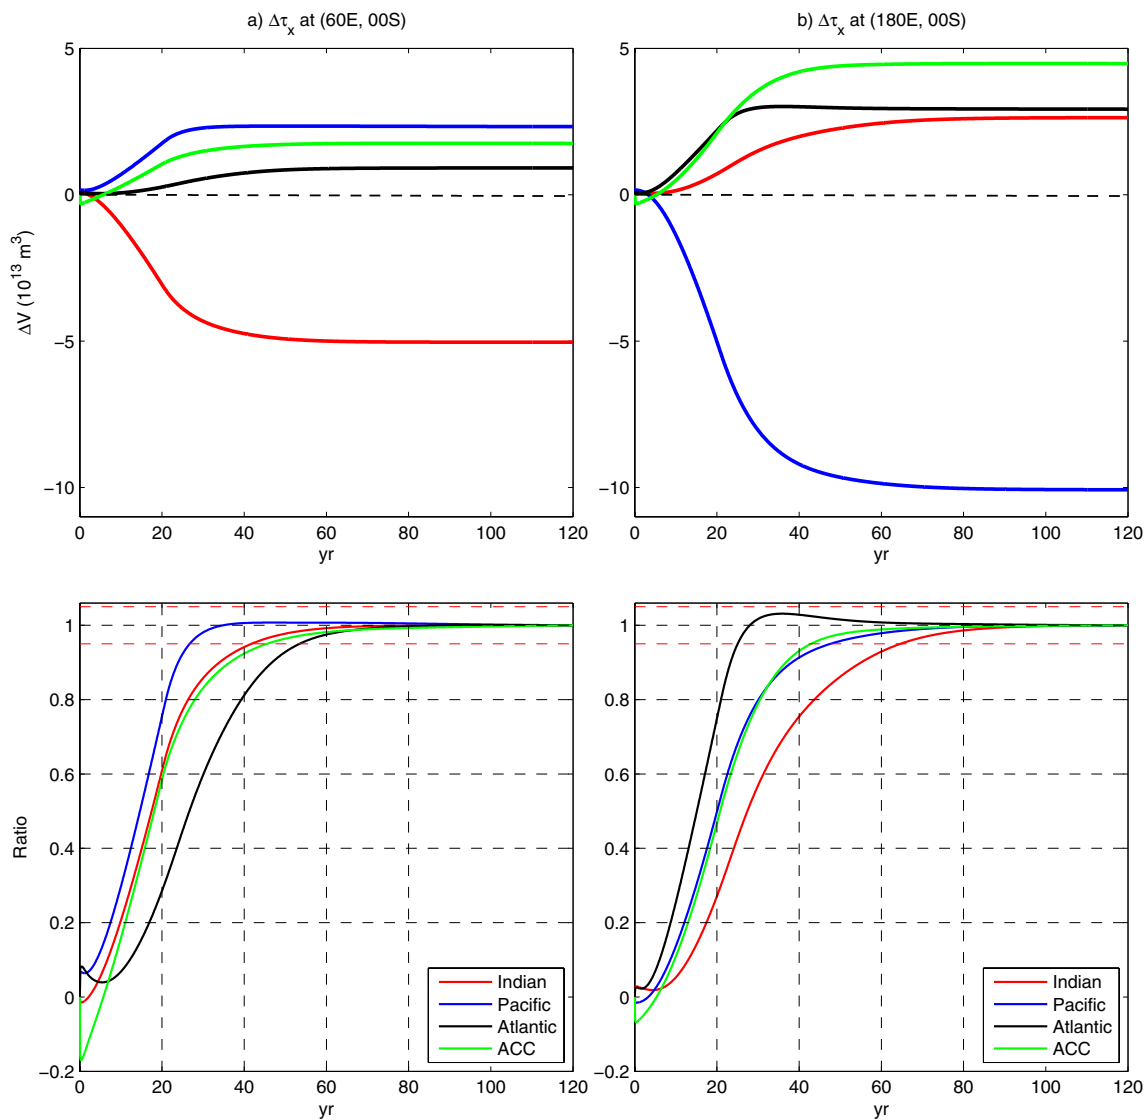 a) Δτx at (60E, 00S)
b) Δτx at (180E, 00S)
5
0
−5
−10
ΔV (10^13 m^3)
0 20 40 60 80 100 120
yr
5
0
−5
−10
0 20 40 60 80 100 120
yr
1
0.8
0.6
0.4
0.2
0
−0.2
Ratio
0 20 40 60 80 100 120
yr
Indian
Pacific
Atlantic
ACC
1
0.8
0.6
0.4
0.2
0
−0.2
0 20 40 60 80 100 120
yr
Indian
Pacific
Atlantic
ACC